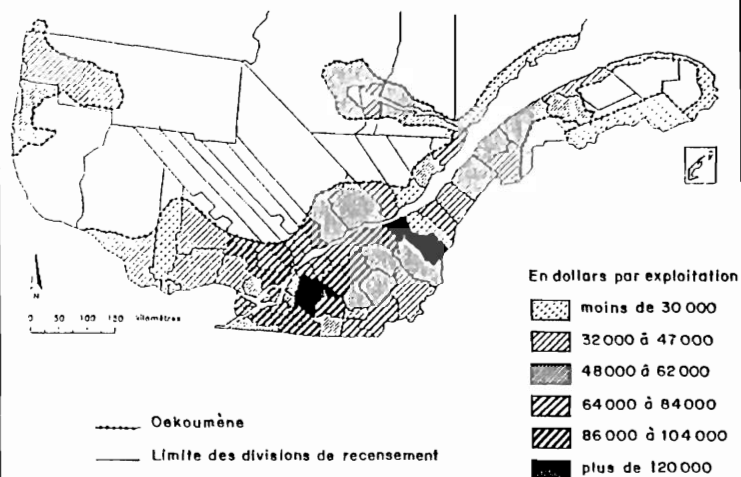 N
0 50 100 150 kilomètres
Oekoumène
Limite des divisions de recensement
En dollars par exploitation
moins de 30 000
32 000 à 47 000
48 000 à 62 000
64 000 à 84 000
86 000 à 104 000
plus de 120 000